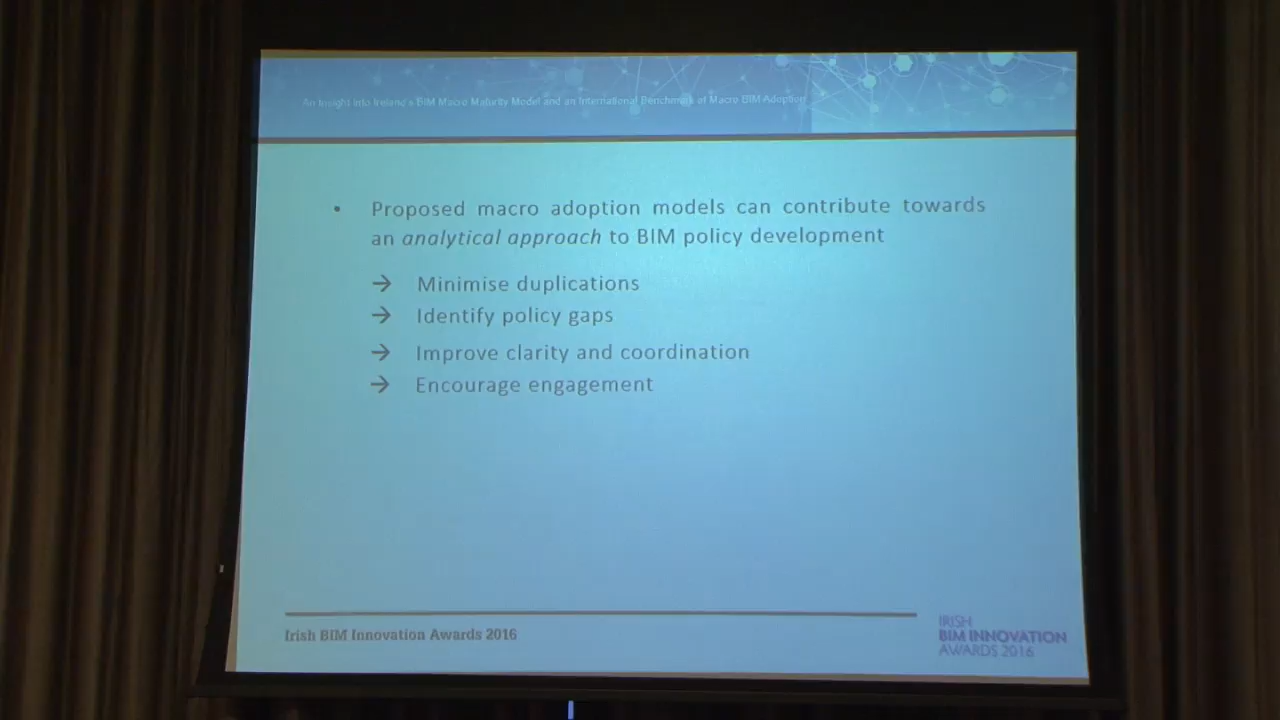 An Insight into Ireland's BIM Macro Maturity Model and an International Benchmark of Macro BIM Adoption
• Proposed macro adoption models can contribute towards
an analytical approach to BIM policy development
→ Minimise duplications
→ Identify policy gaps
→ Improve clarity and coordination
→ Encourage engagement
Irish BIM Innovation Awards 2016
IRISH
BIM INNOVATION
AWARDS 2016